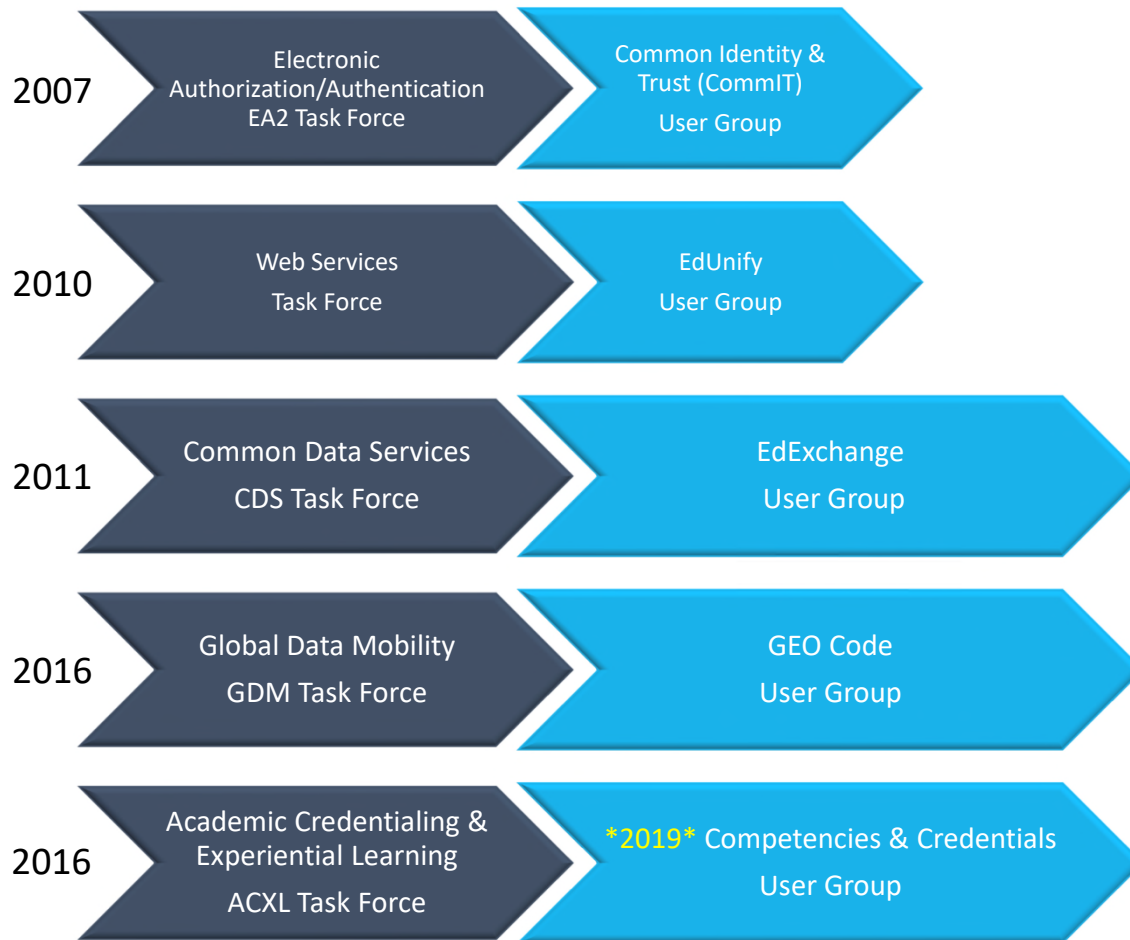 2007
Electronic
Authorization/Authentication
EA2 Task Force
Common Identity &
Trust (CommIT)
User Group
2010
Web Services
Task Force
EdUnify
User Group
2011
Common Data Services
CDS Task Force
EdExchange
User Group
2016
Global Data Mobility
GDM Task Force
GEO Code
User Group
2016
Academic Credentialing &
Experiential Learning
ACXL Task Force
*2019* Competencies & Credentials
User Group